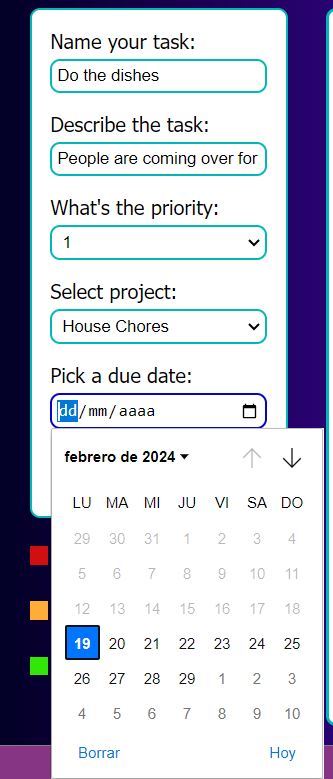 Name your task:
Do the dishes
Describe the task:
People are coming over for
What's the priority:
1
Select project:
House Chores
Pick a due date:
dd/mm/aaaa
febrero de 2024
LU MA MI JU VI SA DO
29 30 31 1 2 3 4
5 6 7 8 9 10 11
12 13 14 15 16 17 18
19 20 21 22 23 24 25
26 27 28 29 1 2 3
4 5 6 7 8 9 10
Borrar Hoy